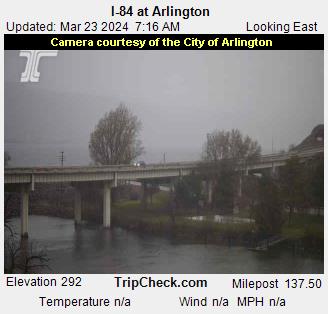 I-84 at Arlington
Updated: Mar 23 2024 7:16 AM Looking East
Camera courtesy of the City of Arlington
Elevation 292 TripCheck.com Milepost 137.50
Temperature n/a Wind n/a MPH n/a